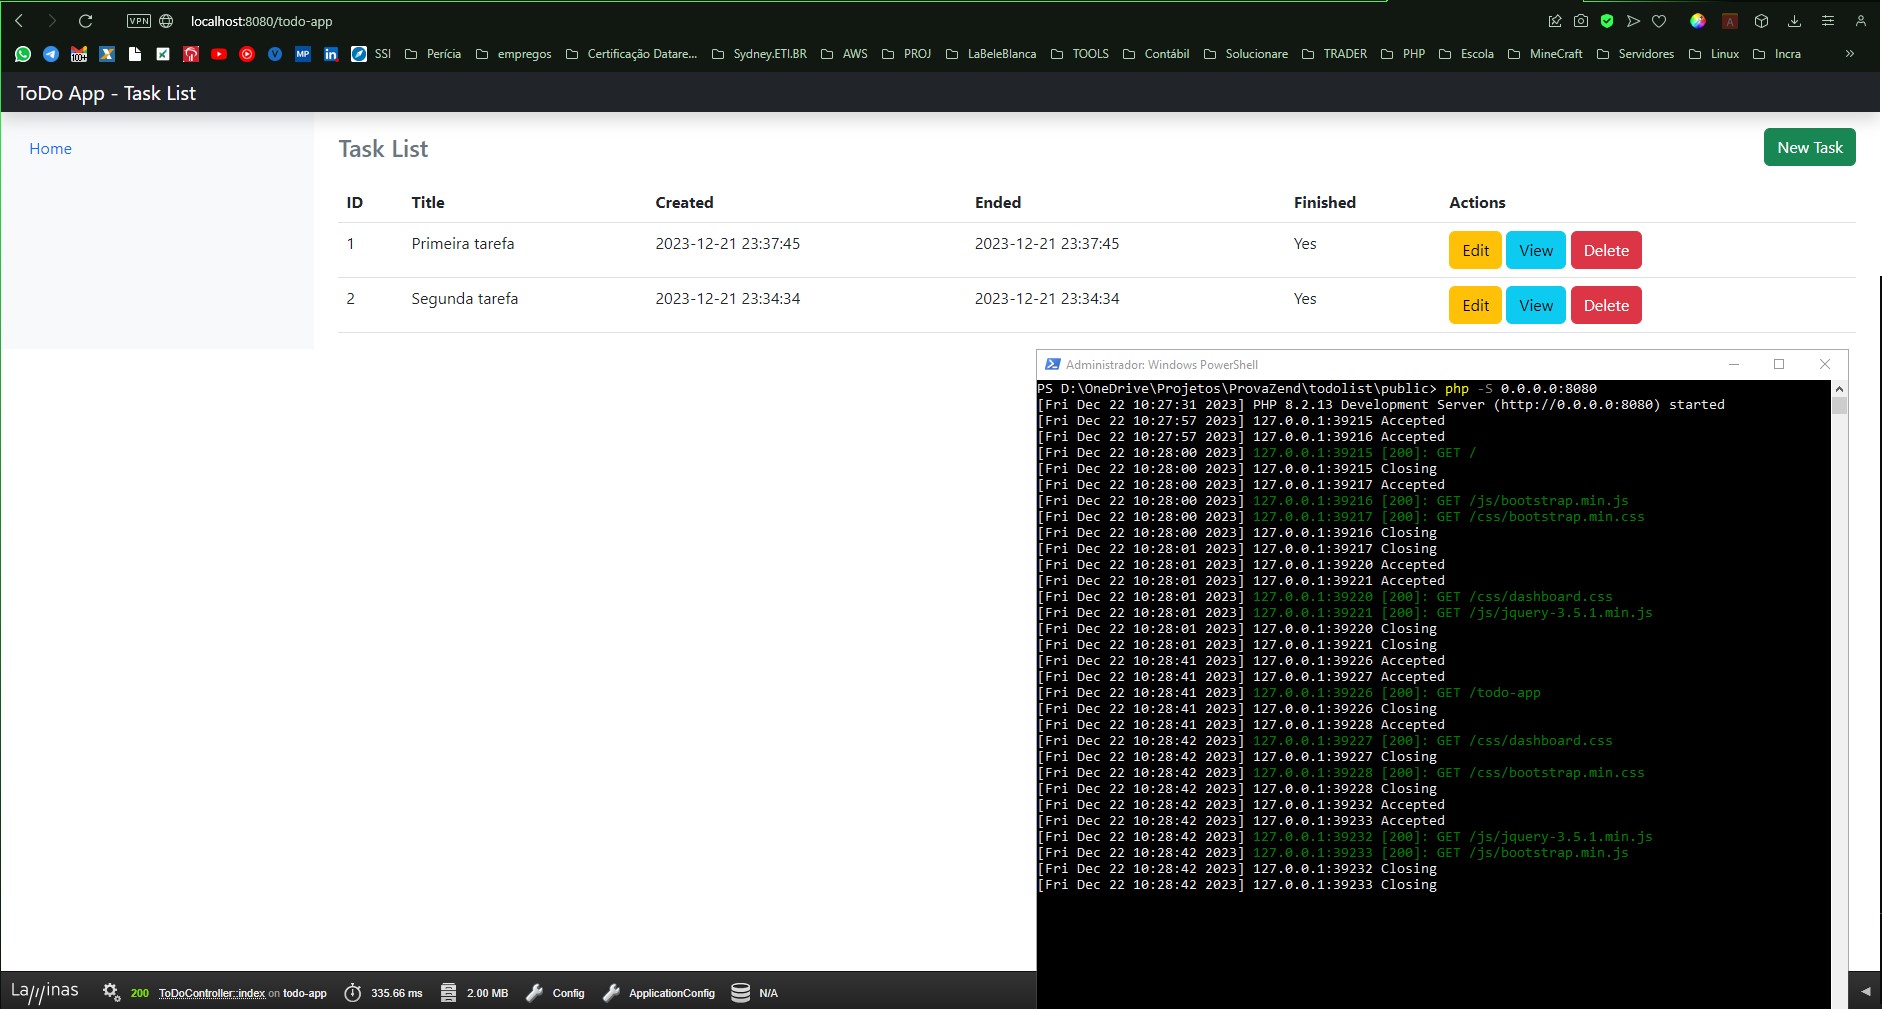 VPN localhost:8080/todo-app
100+ MP SSI Perícia empregos Certificação Datare... Sydney.ETI.BR AWS PROJ LaBeleBlanca TOOLS Contábil Solucionare TRADER PHP Escola MineCraft Servidores Linux Incra »
ToDo App - Task List
Home
Task List
New Task
ID Title Created Ended Finished Actions
1 Primeira tarefa 2023-12-21 23:37:45 2023-12-21 23:37:45 Yes Edit View Delete
2 Segunda tarefa 2023-12-21 23:34:34 2023-12-21 23:34:34 Yes Edit View Delete
Administrador: Windows PowerShell
PS D:\OneDrive\Projetos\ProvaZend\todolist\public> php -S 0.0.0.0:8080
[Fri Dec 22 10:27:31 2023] PHP 8.2.13 Development Server (http://0.0.0.0:8080) started
[Fri Dec 22 10:27:57 2023] 127.0.0.1:39215 Accepted
[Fri Dec 22 10:27:57 2023] 127.0.0.1:39216 Accepted
[Fri Dec 22 10:28:00 2023] 127.0.0.1:39215 [200]: GET /
[Fri Dec 22 10:28:00 2023] 127.0.0.1:39215 Closing
[Fri Dec 22 10:28:00 2023] 127.0.0.1:39217 Accepted
[Fri Dec 22 10:28:00 2023] 127.0.0.1:39216 [200]: GET /js/bootstrap.min.js
[Fri Dec 22 10:28:00 2023] 127.0.0.1:39217 [200]: GET /css/bootstrap.min.css
[Fri Dec 22 10:28:00 2023] 127.0.0.1:39216 Closing
[Fri Dec 22 10:28:01 2023] 127.0.0.1:39217 Closing
[Fri Dec 22 10:28:01 2023] 127.0.0.1:39220 Accepted
[Fri Dec 22 10:28:01 2023] 127.0.0.1:39221 Accepted
[Fri Dec 22 10:28:01 2023] 127.0.0.1:39220 [200]: GET /css/dashboard.css
[Fri Dec 22 10:28:01 2023] 127.0.0.1:39221 [200]: GET /js/jquery-3.5.1.min.js
[Fri Dec 22 10:28:01 2023] 127.0.0.1:39220 Closing
[Fri Dec 22 10:28:01 2023] 127.0.0.1:39221 Closing
[Fri Dec 22 10:28:41 2023] 127.0.0.1:39226 Accepted
[Fri Dec 22 10:28:41 2023] 127.0.0.1:39227 Accepted
[Fri Dec 22 10:28:41 2023] 127.0.0.1:39226 [200]: GET /todo-app
[Fri Dec 22 10:28:41 2023] 127.0.0.1:39226 Closing
[Fri Dec 22 10:28:41 2023] 127.0.0.1:39228 Accepted
[Fri Dec 22 10:28:42 2023] 127.0.0.1:39227 [200]: GET /css/dashboard.css
[Fri Dec 22 10:28:42 2023] 127.0.0.1:39227 Closing
[Fri Dec 22 10:28:42 2023] 127.0.0.1:39228 [200]: GET /css/bootstrap.min.css
[Fri Dec 22 10:28:42 2023] 127.0.0.1:39228 Closing
[Fri Dec 22 10:28:42 2023] 127.0.0.1:39232 Accepted
[Fri Dec 22 10:28:42 2023] 127.0.0.1:39233 Accepted
[Fri Dec 22 10:28:42 2023] 127.0.0.1:39232 [200]: GET /js/jquery-3.5.1.min.js
[Fri Dec 22 10:28:42 2023] 127.0.0.1:39233 [200]: GET /js/bootstrap.min.js
[Fri Dec 22 10:28:42 2023] 127.0.0.1:39232 Closing
[Fri Dec 22 10:28:42 2023] 127.0.0.1:39233 Closing
Laminas 200 ToDoController::index on todo-app 335.66 ms 2.00 MB Config ApplicationConfig N/A